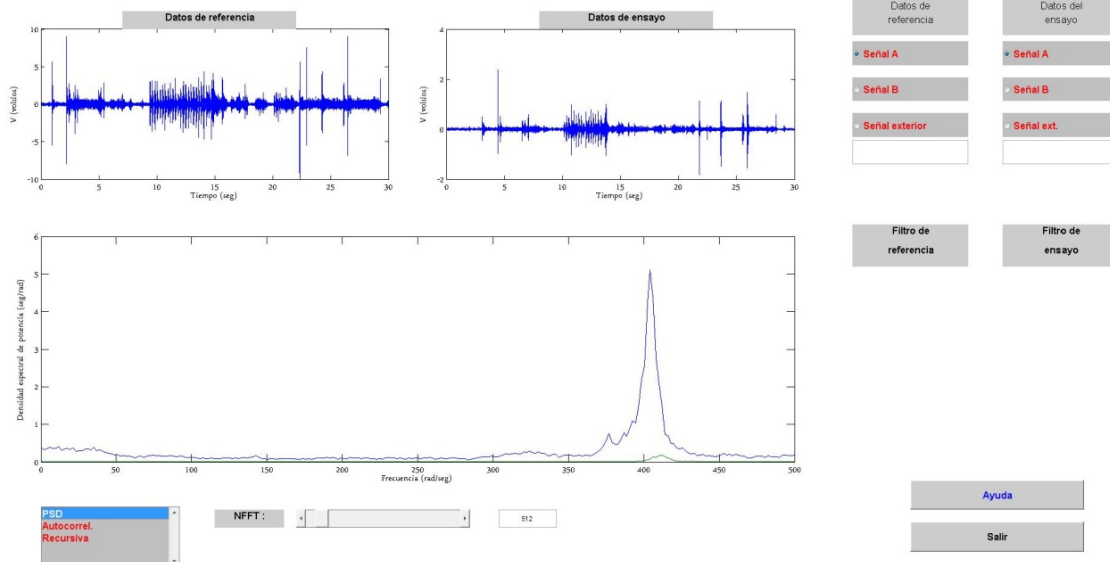 Datos de referencia
10
5
0
-5
-10
V (voltios)
0 5 10 15 20 25 30
Tiempo (seg)
Datos de ensayo
4
2
0
-2
V (voltios)
0 5 10 15 20 25 30
Tiempo (seg)
Datos de
referencia
Señal A
Señal B
Señal exterior
Datos del
ensayo
Señal A
Señal B
Señal ext.
Filtro de
referencia
Filtro de
ensayo
6
5
4
3
2
1
0
Densidad espectral de potencia (seg/rad)
0 50 100 150 200 250 300 350 400 450 500
Frecuencia (rad/seg)
PSD
Autocorrel.
Recursiva
NFFT :
512
Ayuda
Salir